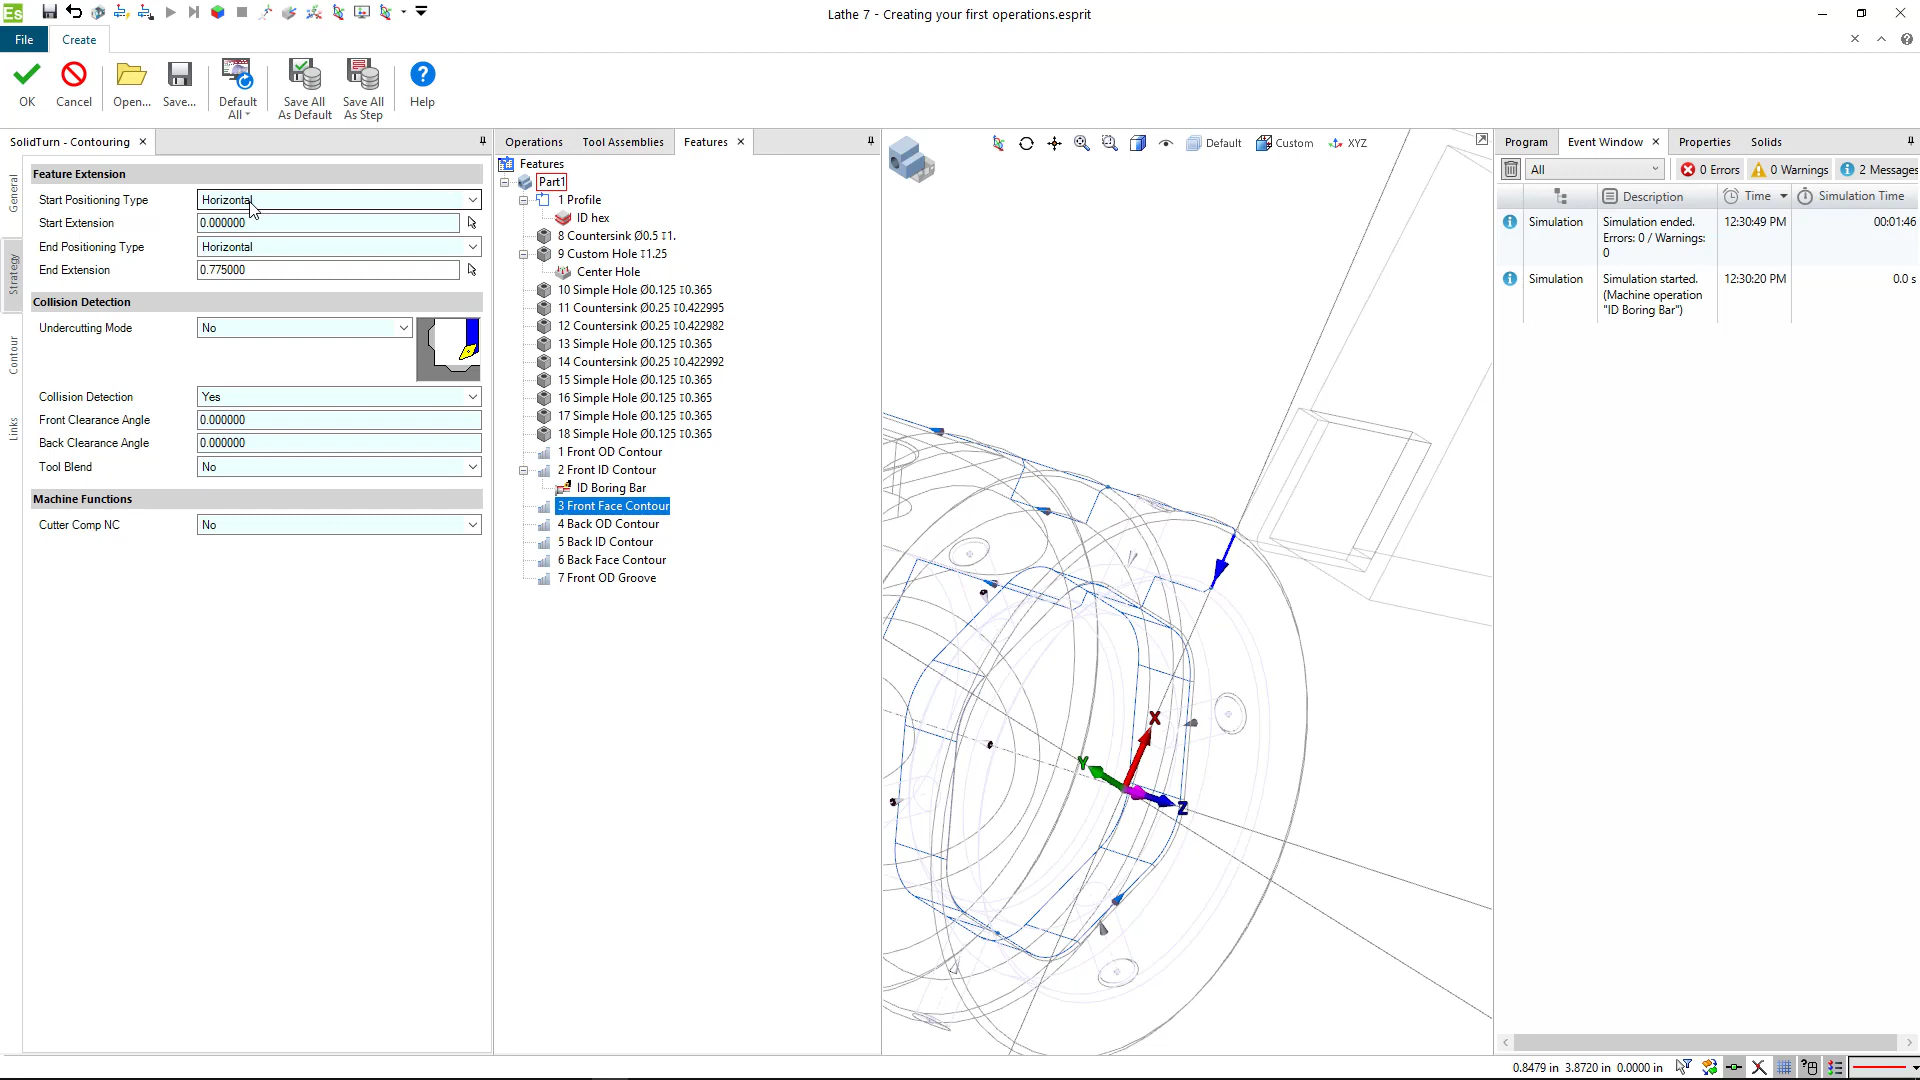 Es
Lathe 7 - Creating your first operations.esprit
File
Create
OK
Cancel
Open...
Save...
Default
All
Save All
As Default
Save All
As Step
Help
SolidTurn - Contouring
General
Strategy
Contour
Links
Feature Extension
Start Positioning Type
Horizontal
Start Extension
0.000000
End Positioning Type
Horizontal
End Extension
0.775000
Collision Detection
Undercutting Mode
No
Collision Detection
Yes
Front Clearance Angle
0.000000
Back Clearance Angle
0.000000
Tool Blend
No
Machine Functions
Cutter Comp NC
No
Operations
Tool Assemblies
Features
Features
Part1
1 Profile
ID hex
8 Countersink Ø0.5 ↧1.
9 Custom Hole ↧1.25
Center Hole
10 Simple Hole Ø0.125 ↧0.365
11 Countersink Ø0.25 ↧0.422995
12 Countersink Ø0.25 ↧0.422982
13 Simple Hole Ø0.125 ↧0.365
14 Countersink Ø0.25 ↧0.422992
15 Simple Hole Ø0.125 ↧0.365
16 Simple Hole Ø0.125 ↧0.365
17 Simple Hole Ø0.125 ↧0.365
18 Simple Hole Ø0.125 ↧0.365
1 Front OD Contour
2 Front ID Contour
ID Boring Bar
3 Front Face Contour
4 Back OD Contour
5 Back ID Contour
6 Back Face Contour
7 Front OD Groove
Default
Custom
XYZ
X
Y
Z
Program
Event Window
Properties
Solids
All
0 Errors
0 Warnings
2 Messages
Description
Time
Simulation Time
Simulation
Simulation ended.
Errors: 0 / Warnings:
0
12:30:49 PM
00:01:46
Simulation
Simulation started.
(Machine operation
"ID Boring Bar")
12:30:20 PM
0.0 s
0.8479 in 3.8720 in 0.0000 in